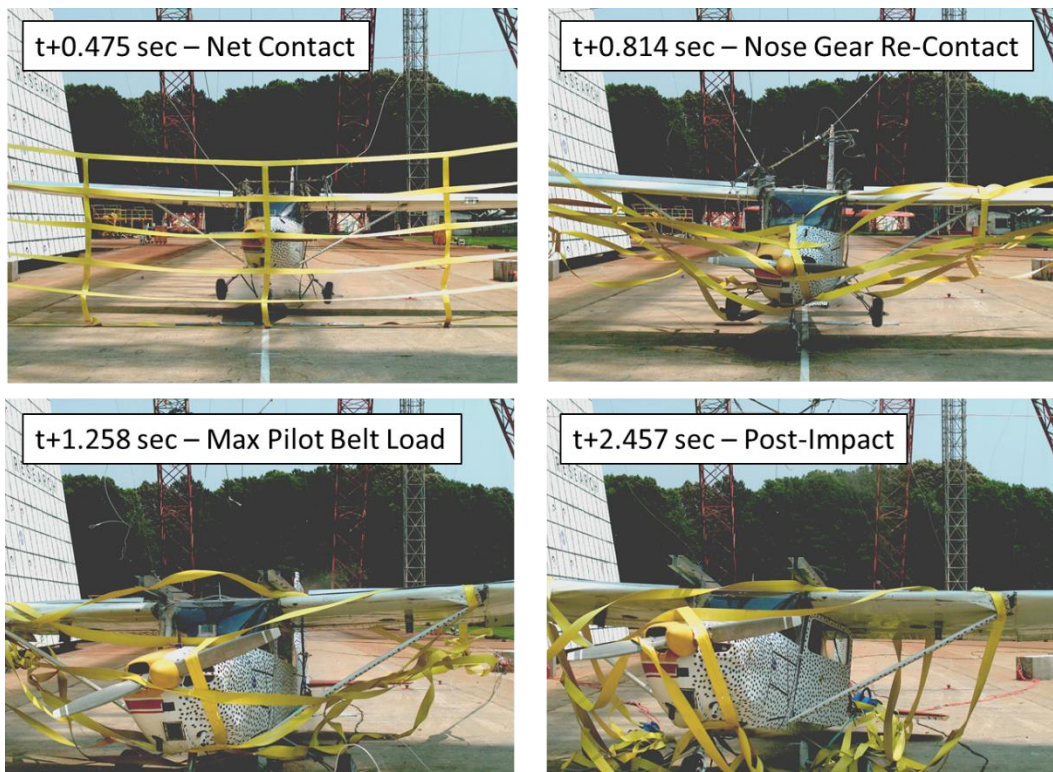 t+0.475 sec – Net Contact
t+0.814 sec – Nose Gear Re-Contact
t+1.258 sec – Max Pilot Belt Load
t+2.457 sec – Post-Impact